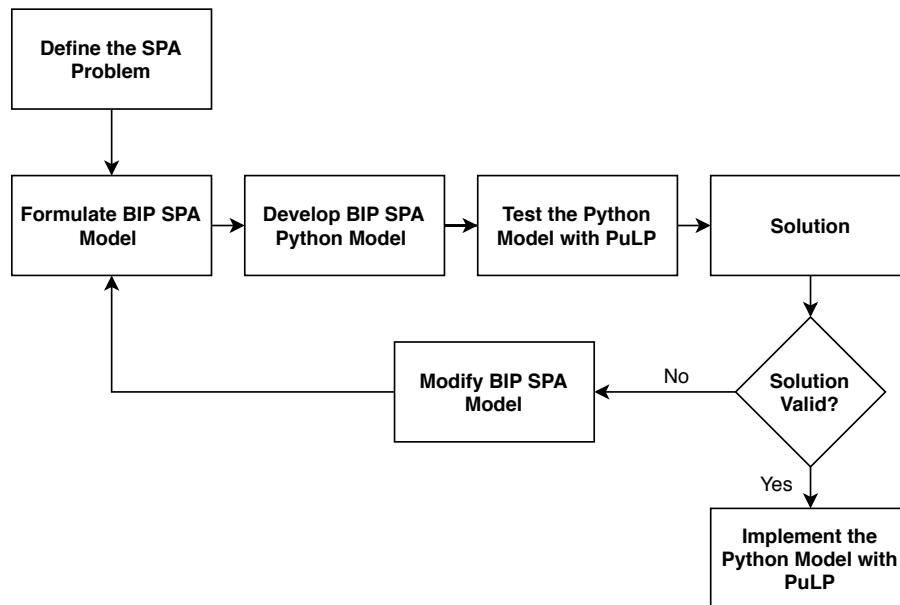 Define the SPA
Problem
Formulate BIP SPA
Model
Develop BIP SPA
Python Model
Test the Python
Model with PuLP
Solution
Solution
Valid?
No
Modify BIP SPA
Model
Yes
Implement the
Python Model with
PuLP